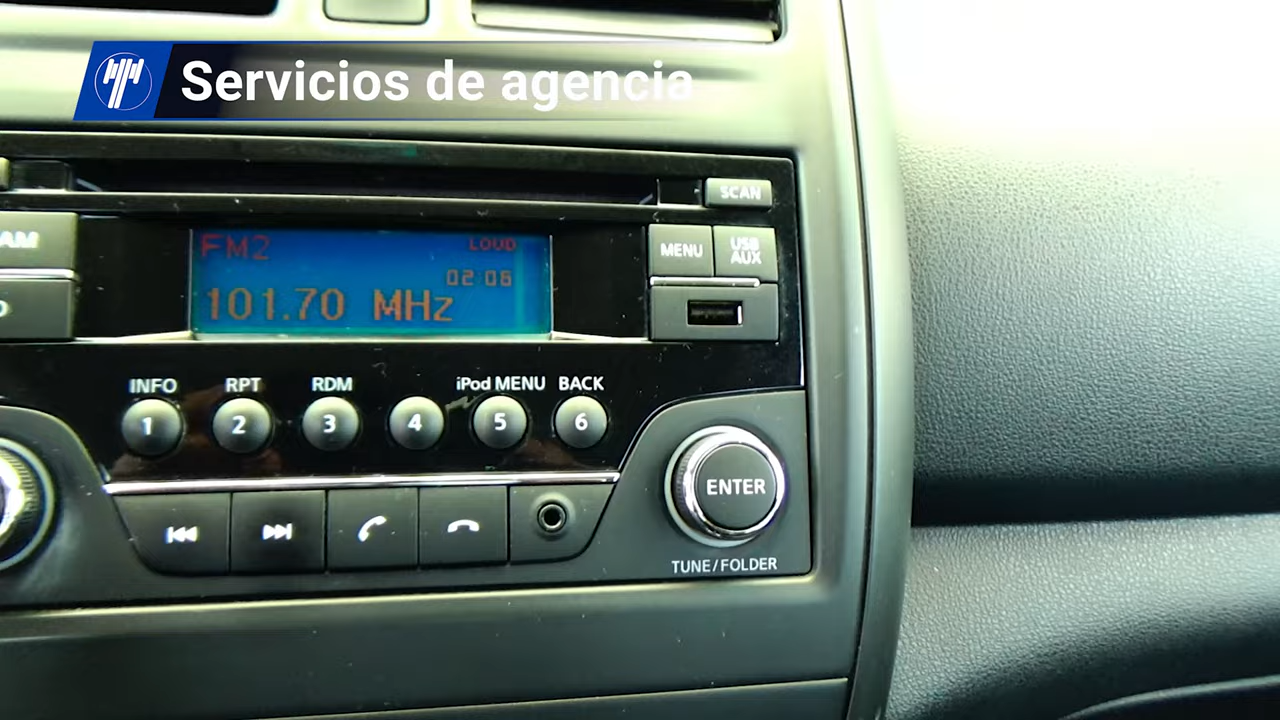 Servicios de agencia
SCAN
AM
MENU
USB
AUX
FM2
LOUD
02:08
101.70 MHz
INFO
RPT
RDM
iPod MENU
BACK
1
2
3
4
5
6
ENTER
TUNE/FOLDER